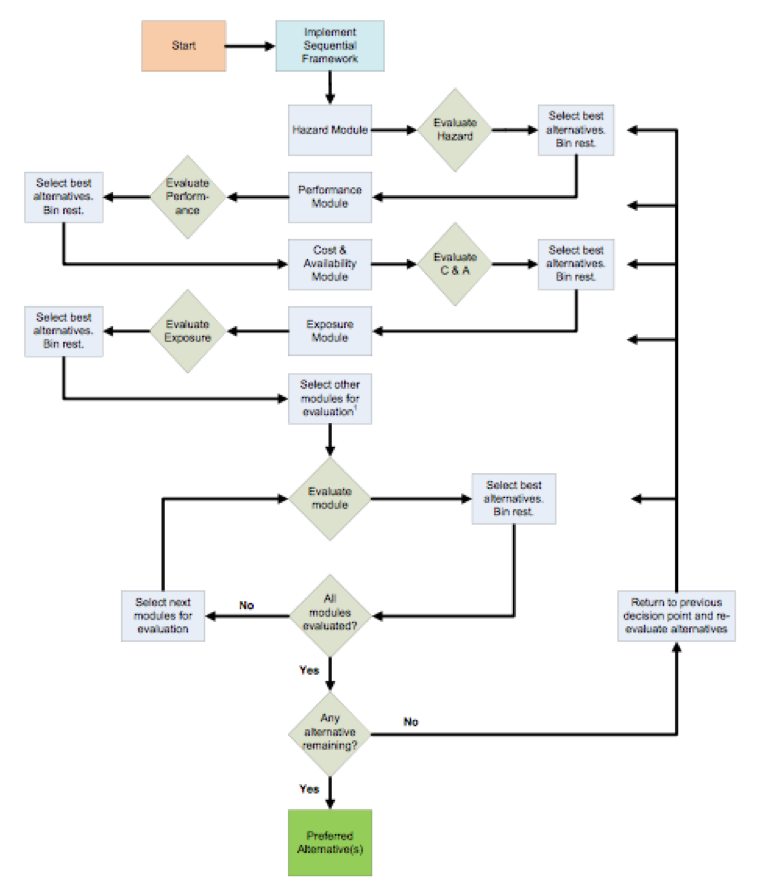 Start
Implement
Sequential
Framework
Hazard Module
Evaluate
Hazard
Select best
alternatives.
Bin rest.
Select best
alternatives.
Bin rest.
Evaluate
Perform-
ance
Performance
Module
Cost &
Availability
Module
Evaluate
C & A
Select best
alternatives.
Bin rest.
Select best
alternatives.
Bin rest.
Evaluate
Exposure
Exposure
Module
Select other
modules for
evaluation¹
Evaluate
module
Select best
alternatives.
Bin rest.
Select next
modules for
evaluation
No
All
modules
evaluated?
Return to previous
decision point and re-
evaluate alternatives
Yes
Any
alternative
remaining?
No
Yes
Preferred
Alternative(s)